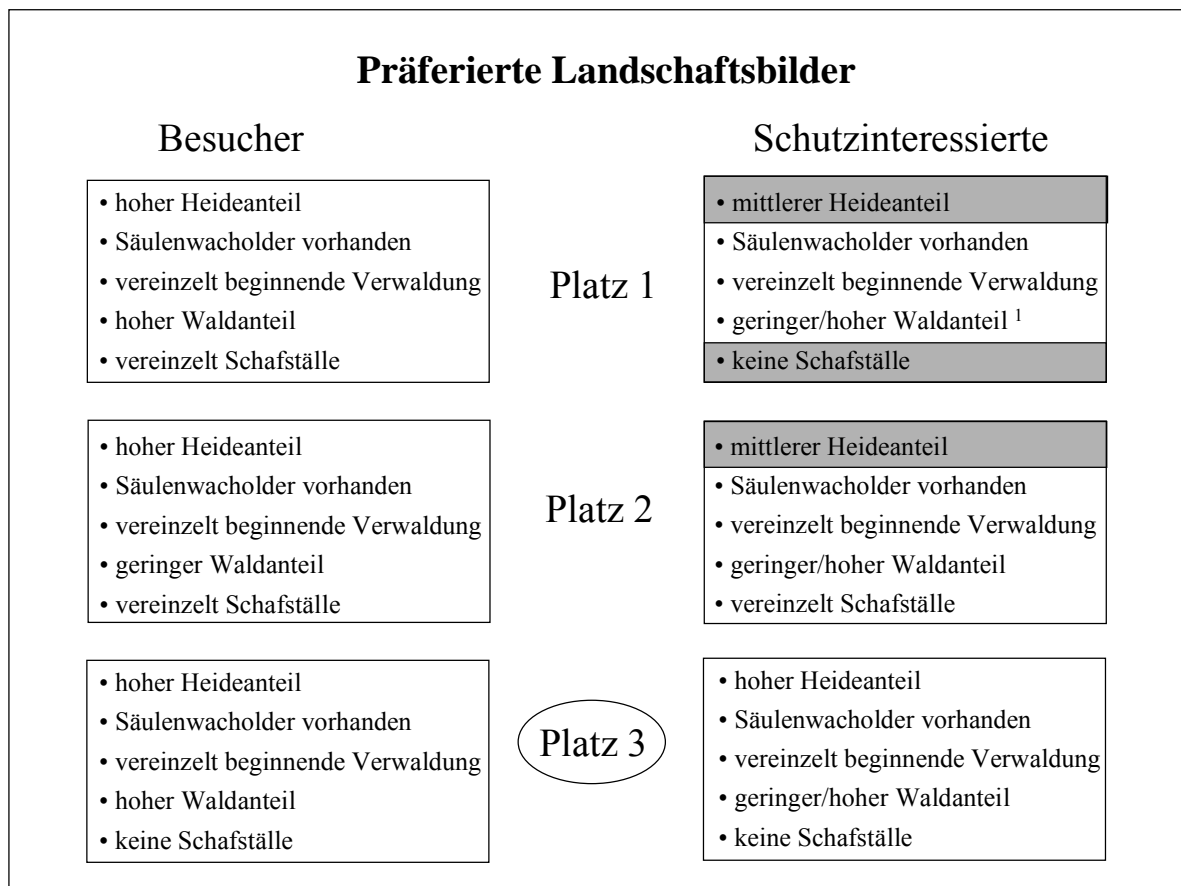 Präferierte Landschaftsbilder
Besucher
Schutzinteressierte
• hoher Heideanteil
• Säulenwacholder vorhanden
• vereinzelt beginnende Verwaldung
• hoher Waldanteil
• vereinzelt Schafställe
Platz 1
• mittlerer Heideanteil
• Säulenwacholder vorhanden
• vereinzelt beginnende Verwaldung
• geringer/hoher Waldanteil ¹
• keine Schafställe
• hoher Heideanteil
• Säulenwacholder vorhanden
• vereinzelt beginnende Verwaldung
• geringer Waldanteil
• vereinzelt Schafställe
Platz 2
• mittlerer Heideanteil
• Säulenwacholder vorhanden
• vereinzelt beginnende Verwaldung
• geringer/hoher Waldanteil
• vereinzelt Schafställe
• hoher Heideanteil
• Säulenwacholder vorhanden
• vereinzelt beginnende Verwaldung
• hoher Waldanteil
• keine Schafställe
Platz 3
• hoher Heideanteil
• Säulenwacholder vorhanden
• vereinzelt beginnende Verwaldung
• geringer/hoher Waldanteil
• keine Schafställe